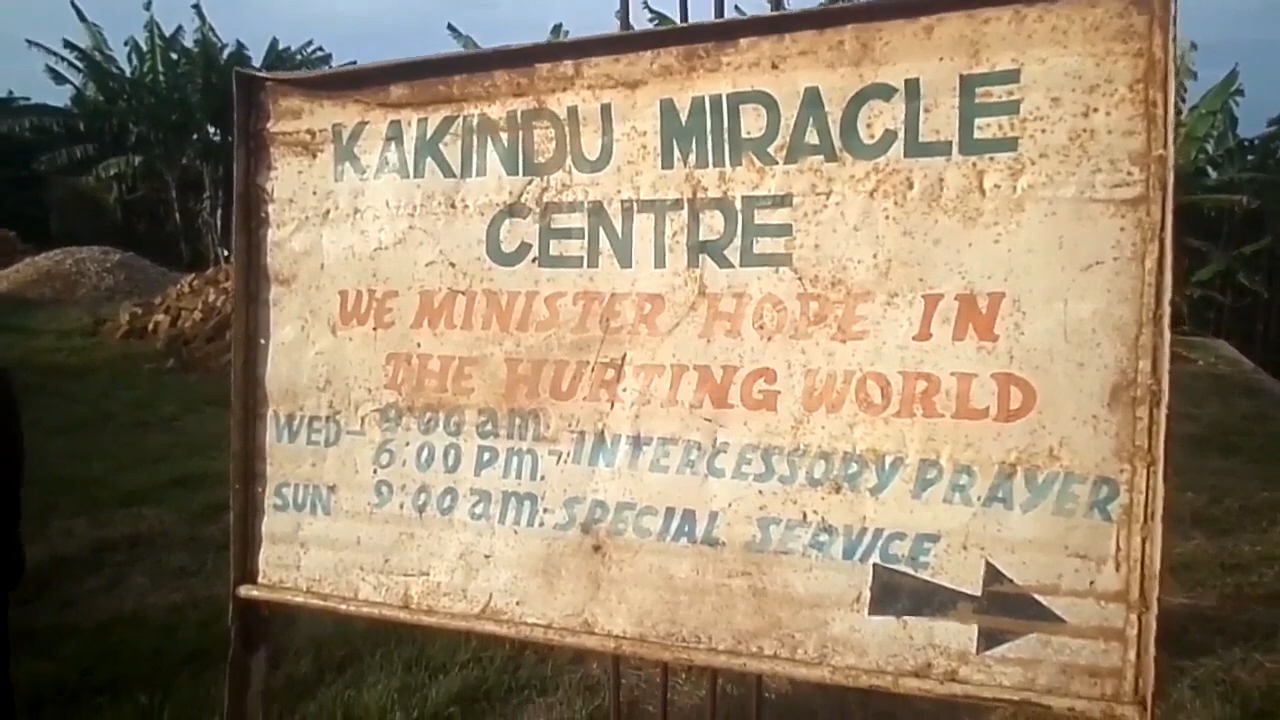 KAKINDU MIRACLE
CENTRE
WE MINISTER HOPE IN
THE HURTING WORLD
WED- 9:00 am.
6:00 pm.-INTERCESSORY PRAYER
SUN 9:00 am:-SPECIAL SERVICE